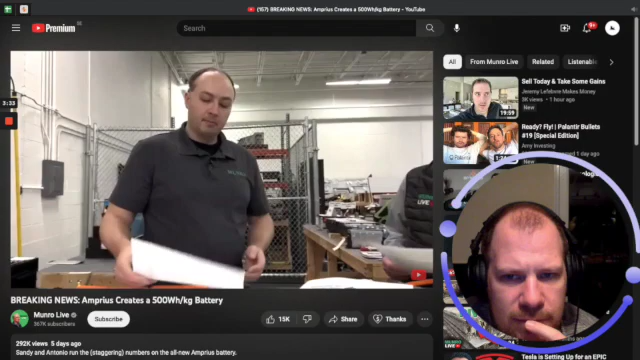 (157) BREAKING NEWS: Amprius Creates a 500Wh/kg Battery - YouTube
Premium
Search
9+
3:33
All
From Munro Live
Related
Listenable
Sell Today & Take Some Gains
Jeremy Lefebvre Makes Money
3K views • 1 hour ago
New
19:59
Ready? Fly! | Palantir Bullets
#19 [Special Edition]
Amy Investing
1 day ago
LIVE
BREAKING NEWS: Amprius Creates a 500Wh/kg Battery
Munro Live
367K subscribers
Subscribe
15K
Share
Thanks
292K views 5 days ago
Sandy and Antonio run the (staggering) numbers on the all-new Amprius battery.
Tesla is Setting Up for an EPIC